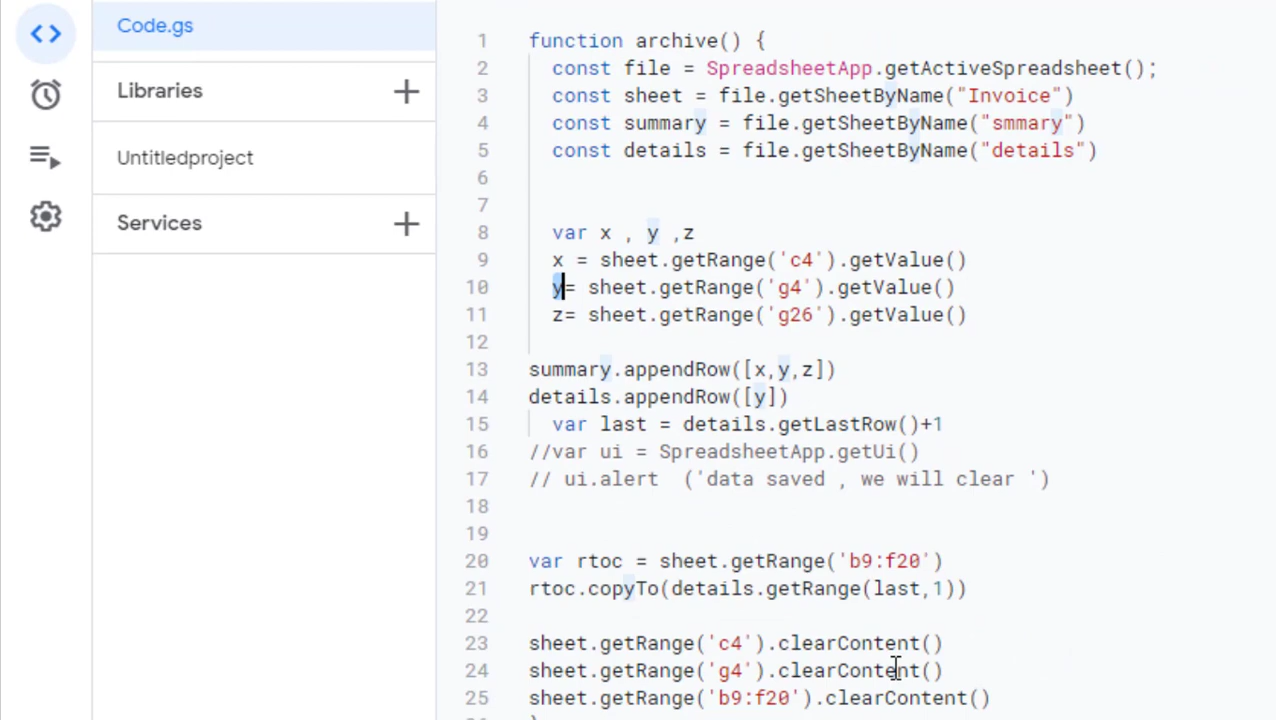 Code.gs
Libraries
Untitledproject
Services
1 function archive() {
2 const file = SpreadsheetApp.getActiveSpreadsheet();
3 const sheet = file.getSheetByName("Invoice")
4 const summary = file.getSheetByName("smmary")
5 const details = file.getSheetByName("details")
6
7
8 var x , y ,z
9 x = sheet.getRange('c4').getValue()
10 y= sheet.getRange('g4').getValue()
11 z= sheet.getRange('g26').getValue()
12
13 summary.appendRow([x,y,z])
14 details.appendRow([y])
15 var last = details.getLastRow()+1
16 //var ui = SpreadsheetApp.getUi()
17 // ui.alert  ('data saved , we will clear ')
18
19
20 var rtoc = sheet.getRange('b9:f20')
21 rtoc.copyTo(details.getRange(last,1))
22
23 sheet.getRange('c4').clearContent()
24 sheet.getRange('g4').clearContent()
25 sheet.getRange('b9:f20').clearContent()